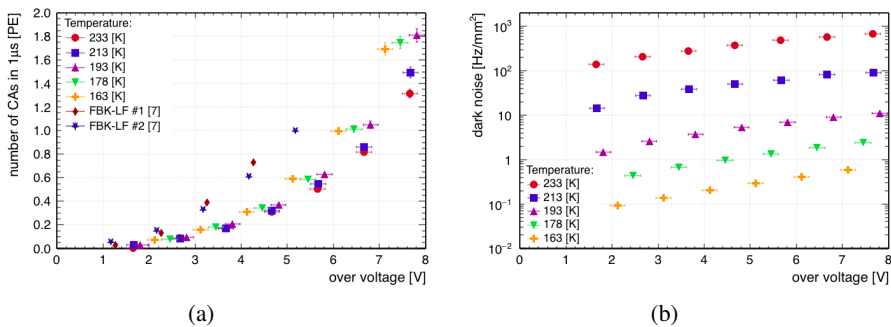 number of CAs in 1μs [PE]
2.0
1.8
1.6
1.4
1.2
1.0
0.8
0.6
0.4
0.2
0.0
Temperature:
233 [K]
213 [K]
193 [K]
178 [K]
163 [K]
FBK-LF #1 [7]
FBK-LF #2 [7]
0 1 2 3 4 5 6 7 8
over voltage [V]
(a)
dark noise [Hz/mm²]
10³
10²
10
1
10⁻¹
10⁻²
Temperature:
233 [K]
213 [K]
193 [K]
178 [K]
163 [K]
0 1 2 3 4 5 6 7 8
over voltage [V]
(b)